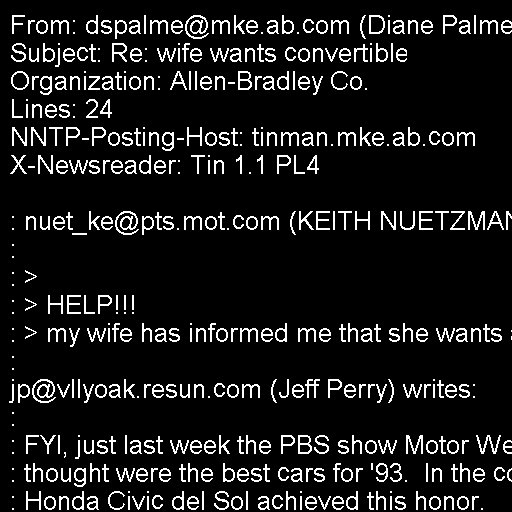 From: dspalme@mke.ab.com (Diane Palme
Subject: Re: wife wants convertible
Organization: Allen-Bradley Co.
Lines: 24
NNTP-Posting-Host: tinman.mke.ab.com
X-Newsreader: Tin 1.1 PL4
: nuet_ke@pts.mot.com (KEITH NUETZMAN
:
: >
: > HELP!!!
: > my wife has informed me that she wants
:
jp@vllyoak.resun.com (Jeff Perry) writes:
:
: FYI, just last week the PBS show Motor We
: thought were the best cars for '93.  In the co
: Honda Civic del Sol achieved this honor.